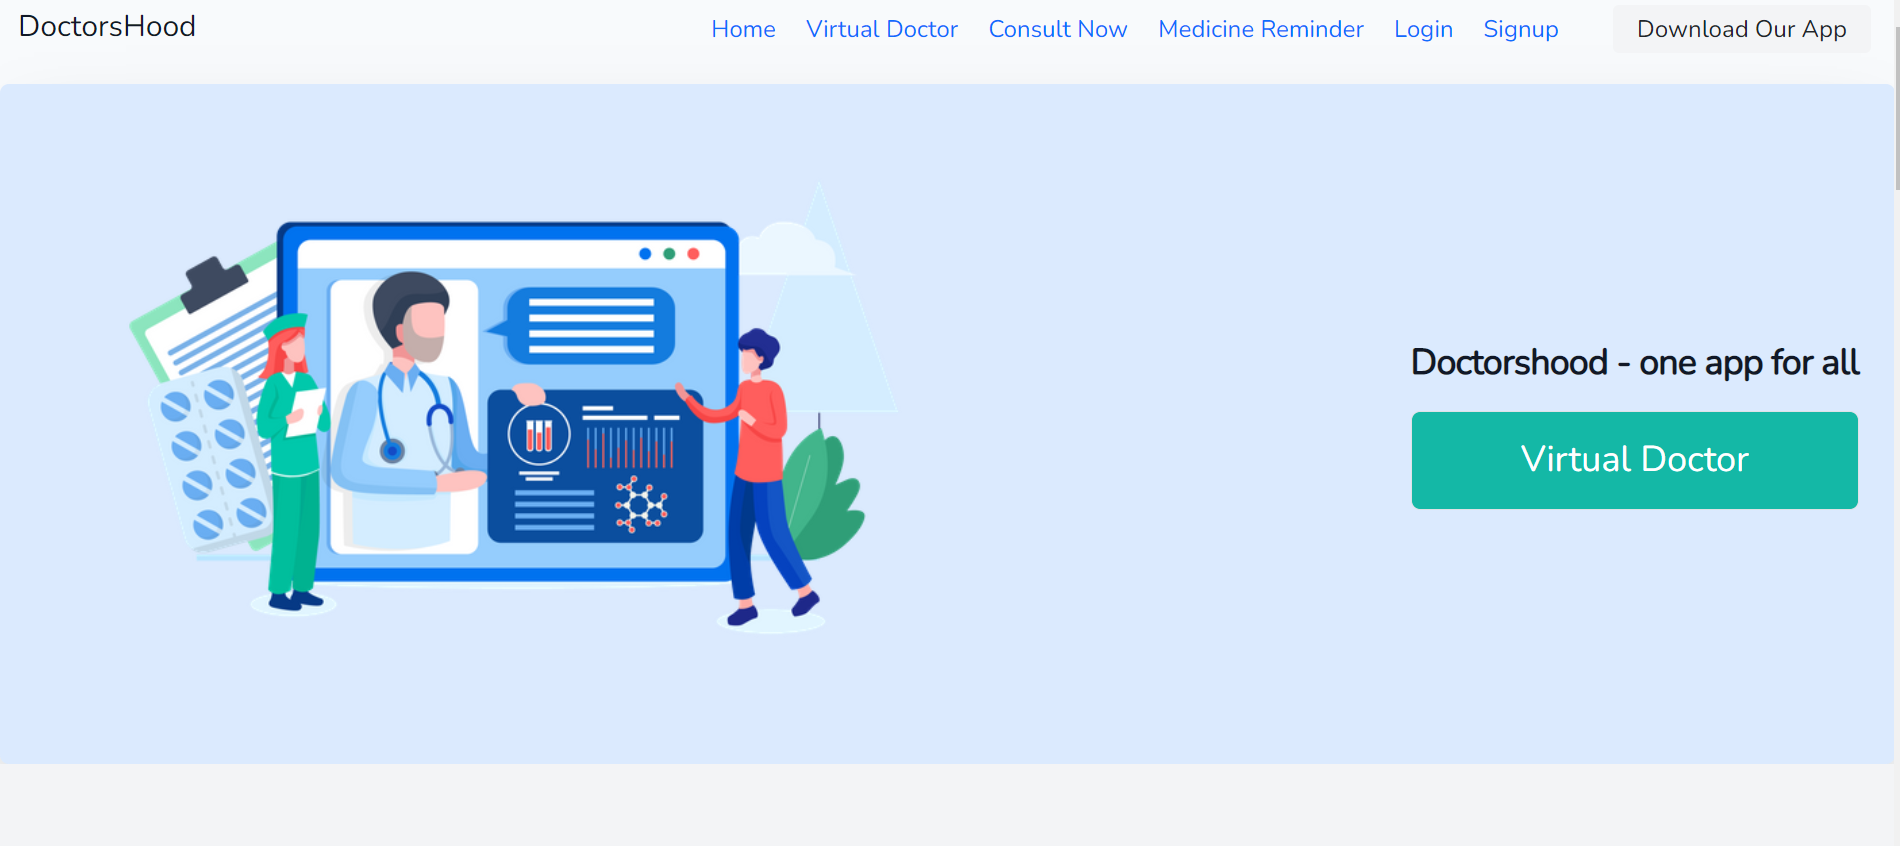 DoctorsHood
Home Virtual Doctor Consult Now Medicine Reminder Login Signup Download Our App
Doctorshood - one app for all
Virtual Doctor